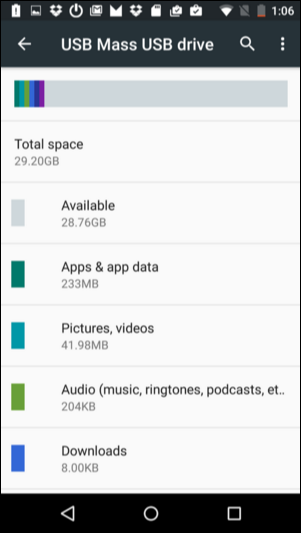 1:06
USB Mass USB drive
Total space
29.20GB
Available
28.76GB
Apps & app data
233MB
Pictures, videos
41.98MB
Audio (music, ringtones, podcasts, et..
204KB
Downloads
8.00KB